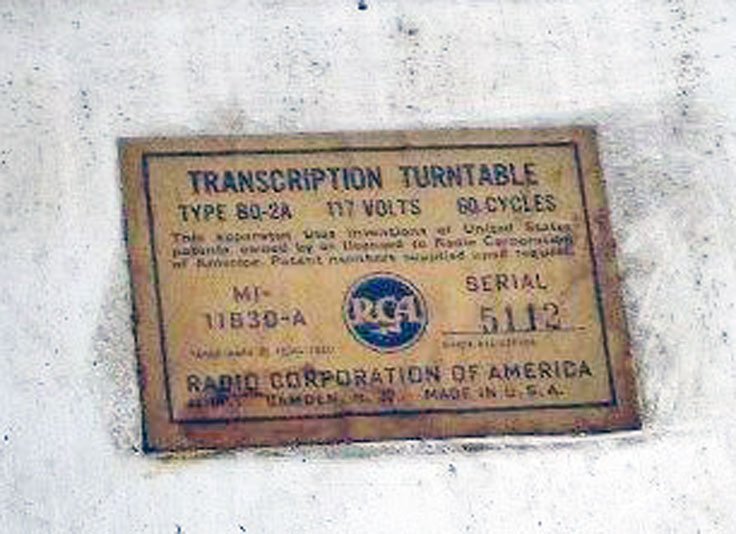 TRANSCRIPTION TURNTABLE
TYPE BQ-2A 117 VOLTS 60 CYCLES
This apparatus uses inventions of United States
patents owned by or licensed to Radio Corporation
of America. Patent numbers supplied upon request.
MI-
11830-A
RCA
SERIAL
5112
RADIO CORPORATION OF AMERICA
CAMDEN, N. J. MADE IN U.S.A.